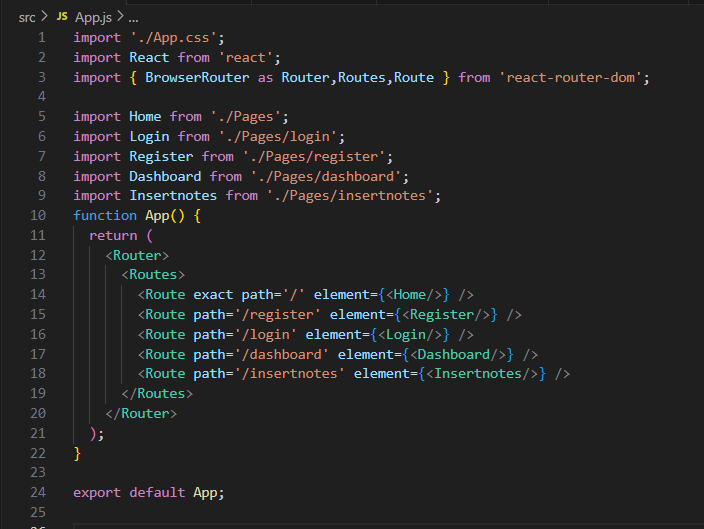 src > JS App.js > ...
1 import './App.css';
2 import React from 'react';
3 import { BrowserRouter as Router,Routes,Route } from 'react-router-dom';
4
5 import Home from './Pages';
6 import Login from './Pages/login';
7 import Register from './Pages/register';
8 import Dashboard from './Pages/dashboard';
9 import Insertnotes from './Pages/insertnotes';
10 function App() {
11   return (
12     <Router>
13       <Routes>
14         <Route exact path='/' element={<Home/>} />
15         <Route path='/register' element={<Register/>} />
16         <Route path='/login' element={<Login/>} />
17         <Route path='/dashboard' element={<Dashboard/>} />
18         <Route path='/insertnotes' element={<Insertnotes/>} />
19       </Routes>
20     </Router>
21   );
22 }
23
24 export default App;
25
26